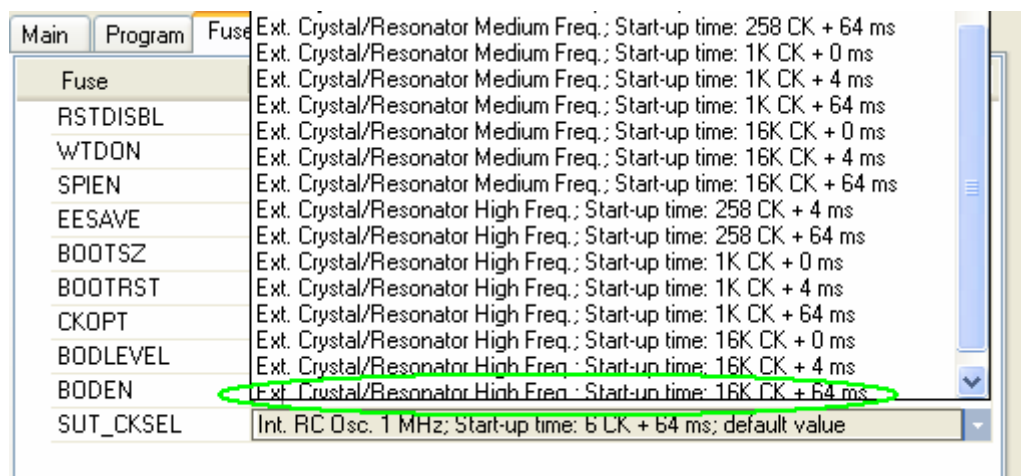 Main Program Fuse
Ext. Crystal/Resonator Medium Freq.; Start-up time: 258 CK + 64 ms
Ext. Crystal/Resonator Medium Freq.; Start-up time: 1K CK + 0 ms
Ext. Crystal/Resonator Medium Freq.; Start-up time: 1K CK + 4 ms
Ext. Crystal/Resonator Medium Freq.; Start-up time: 1K CK + 64 ms
Ext. Crystal/Resonator Medium Freq.; Start-up time: 16K CK + 0 ms
Ext. Crystal/Resonator Medium Freq.; Start-up time: 16K CK + 4 ms
Ext. Crystal/Resonator Medium Freq.; Start-up time: 16K CK + 64 ms
Ext. Crystal/Resonator High Freq.; Start-up time: 258 CK + 4 ms
Ext. Crystal/Resonator High Freq.; Start-up time: 258 CK + 64 ms
Ext. Crystal/Resonator High Freq.; Start-up time: 1K CK + 0 ms
Ext. Crystal/Resonator High Freq.; Start-up time: 1K CK + 4 ms
Ext. Crystal/Resonator High Freq.; Start-up time: 1K CK + 64 ms
Ext. Crystal/Resonator High Freq.; Start-up time: 16K CK + 0 ms
Ext. Crystal/Resonator High Freq.; Start-up time: 16K CK + 4 ms
Ext. Crystal/Resonator High Freq.; Start-up time: 16K CK + 64 ms
Fuse
RSTDISBL
WTDON
SPIEN
EESAVE
BOOTSZ
BOOTRST
CKOPT
BODLEVEL
BODEN
SUT_CKSEL Int. RC Osc. 1 MHz; Start-up time: 6 CK + 64 ms; default value